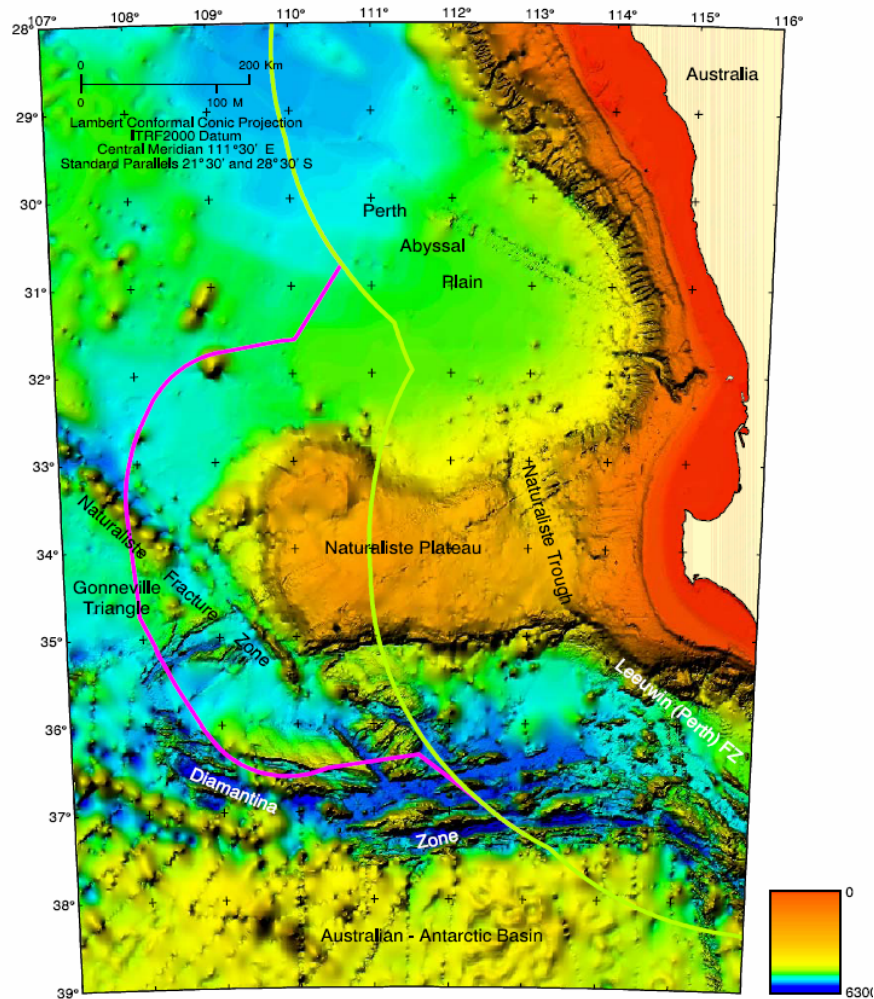 107° 108° 109° 110° 111° 112° 113° 114° 115° 116°
28°
0 200 Km
0 100 M
Lambert Conformal Conic Projection
ITRF2000 Datum
Central Meridian 111°30' E
Standard Parallels 21°30' and 28°30' S
Australia
29°
30°
Perth
Abyssal
Plain
31°
32°
33°
Naturaliste
Fracture
Zone
Naturaliste Plateau
Naturaliste Trough
34°
Gonneville
Triangle
35°
Leeuwin (Perth) FZ
36°
Diamantina
Zone
37°
38°
Australian - Antarctic Basin
39°
0
6300